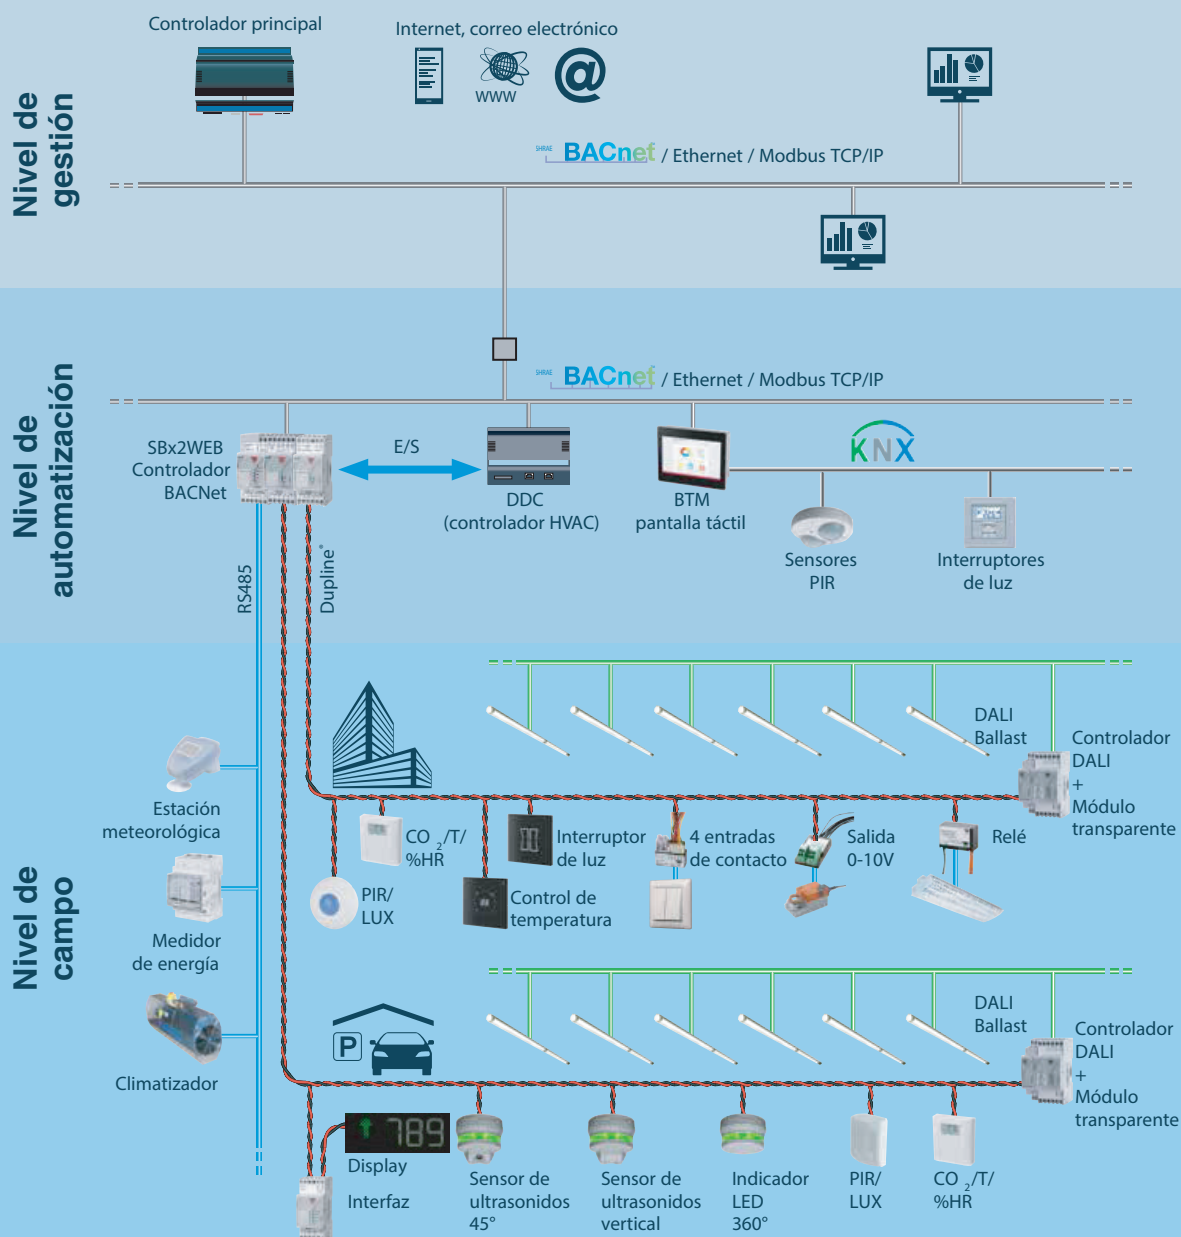 Nivel de
gestión
Controlador principal
Internet, correo electrónico
WWW
@
BACnet / Ethernet / Modbus TCP/IP
Nivel de
automatización
BACnet / Ethernet / Modbus TCP/IP
SBx2WEB
Controlador
BACNet
E/S
DDC
(controlador HVAC)
BTM
pantalla táctil
KNX
Sensores
PIR
Interruptores
de luz
RS485
Dupline®
Nivel de
campo
DALI
Ballast
Controlador
DALI
+
Módulo
transparente
Estación
meteorológica
Medidor
de energía
Climatizador
PIR/
LUX
CO2/T/
%HR
Interruptor
de luz
Control de
temperatura
4 entradas
de contacto
Salida
0-10V
Relé
P
DALI
Ballast
Controlador
DALI
+
Módulo
transparente
789
Display
Interfaz
Sensor de
ultrasonidos
45°
Sensor de
ultrasonidos
vertical
Indicador
LED
360°
PIR/
LUX
CO2/T/
%HR